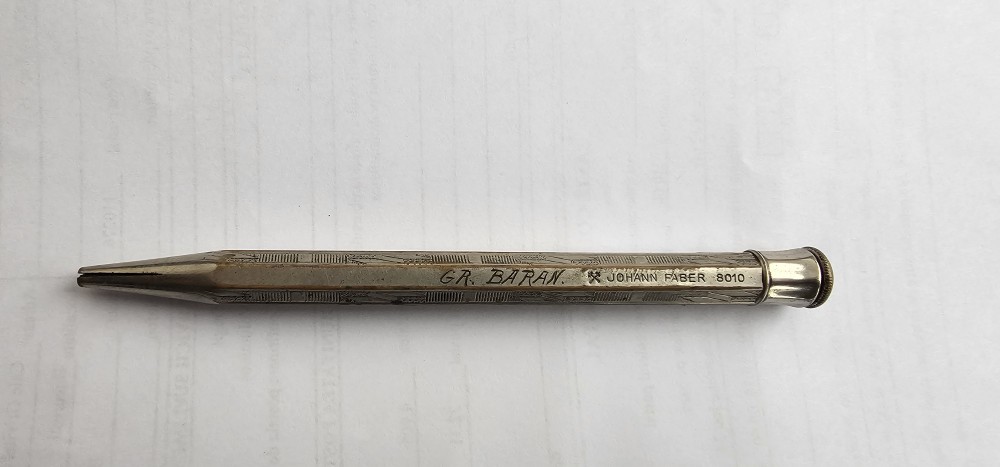 GR. BARAN. ⚒ JOHANN FABER 8010